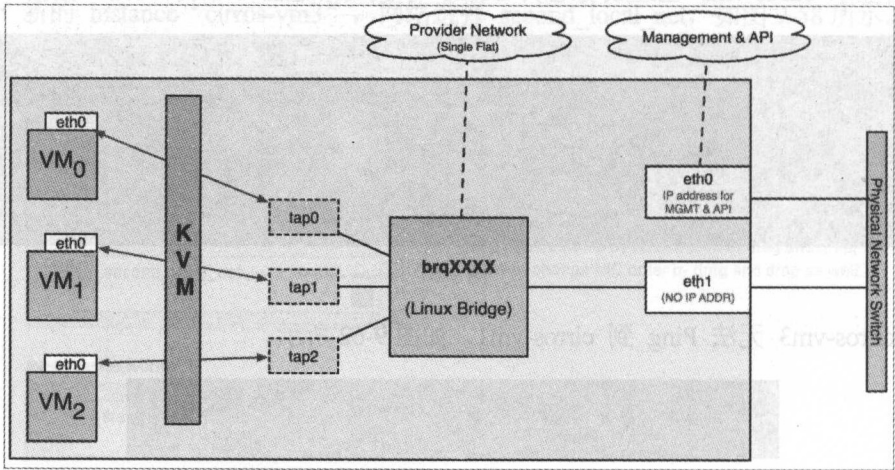 Provider Network
(Single Flat)
Management & API
eth0
VM0
eth0
VM1
eth0
VM2
KVM
tap0
tap1
tap2
brqXXXX
(Linux Bridge)
eth0
IP address for
MGMT & API
eth1
(NO IP ADDR)
Physical Network Switch